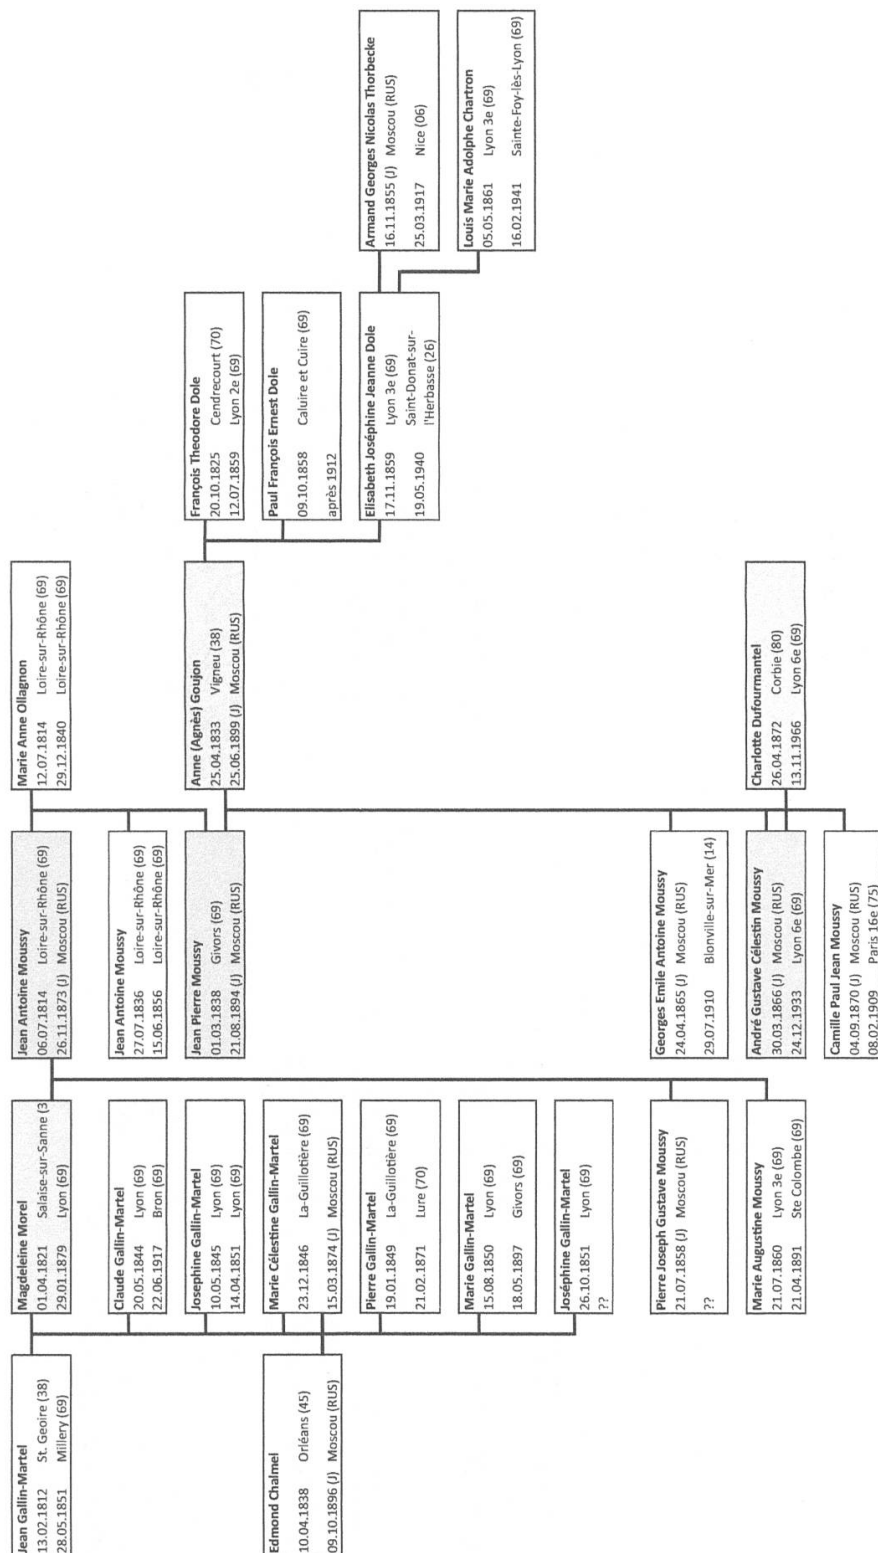 Jean Gallin-Martel
13.02.1812 St. Geoire (38)
28.05.1851 Millery (69)
Edmond Chalmel
10.04.1838 Orléans (45)
09.10.1896 (J) Moscou (RUS)
Magdeleine Morel
01.04.1821 Salaise-sur-Sanne (3
29.01.1879 Lyon (69)
Claude Gallin-Martel
20.05.1844 Lyon (69)
22.06.1917 Bron (69)
Josephine Gallin-Martel
10.05.1845 Lyon (69)
14.04.1851 Lyon (69)
Marie Célestine Gallin-Martel
23.12.1846 La-Guillotière (69)
15.03.1874 (J) Moscou (RUS)
Pierre Gallin-Martel
19.01.1849 La-Guillotière (69)
21.02.1871 Lure (70)
Marie Gallin-Martel
15.08.1850 Lyon (69)
18.05.1897 Givors (69)
Joséphine Gallin-Martel
26.10.1851 Lyon (69)
??
Pierre Joseph Gustave Moussy
21.07.1858 (J) Moscou (RUS)
??
Marie Augustine Moussy
21.07.1860 Lyon 3e (69)
21.04.1891 Ste Colombe (69)
Jean Antoine Moussy
06.07.1814 Loire-sur-Rhône (69)
26.11.1873 (J) Moscou (RUS)
Jean Antoine Moussy
27.07.1836 Loire-sur-Rhône (69)
15.06.1856 Loire-sur-Rhône (69)
Jean Pierre Moussy
01.03.1838 Givors (69)
21.08.1894 (J) Moscou (RUS)
Georges Emile Antoine Moussy
24.04.1865 (J) Moscou (RUS)
29.07.1910 Blonville-sur-Mer (14)
André Gustave Célestin Moussy
30.03.1866 (J) Moscou (RUS)
24.12.1933 Lyon 6e (69)
Camille Paul Jean Moussy
04.09.1870 (J) Moscou (RUS)
08.02.1909 Paris 16e (75)
Marie Anne Ollagnon
12.07.1814 Loire-sur-Rhône (69)
29.12.1840 Loire-sur-Rhône (69)
Anne (Agnès) Goujon
25.04.1833 Vigneu (38)
25.06.1899 (J) Moscou (RUS)
Charlotte Dufourmantel
26.04.1872 Corbie (80)
13.11.1966 Lyon 6e (69)
François Theodore Dole
20.10.1825 Cendrecourt (70)
12.07.1859 Lyon 2e (69)
Paul François Ernest Dole
09.10.1858 Caluire et Cuire (69)
après 1912
Elisabeth Joséphine Jeanne Dole
17.11.1859 Lyon 3e (69)
Saint-Donat-sur-
19.05.1940 l'Herbasse (26)
Armand Georges Nicolas Thorbecke
16.11.1855 (J) Moscou (RUS)
25.03.1917 Nice (06)
Louis Marie Adolphe Chartron
05.05.1861 Lyon 3e (69)
16.02.1941 Sainte-Foy-lès-Lyon (69)